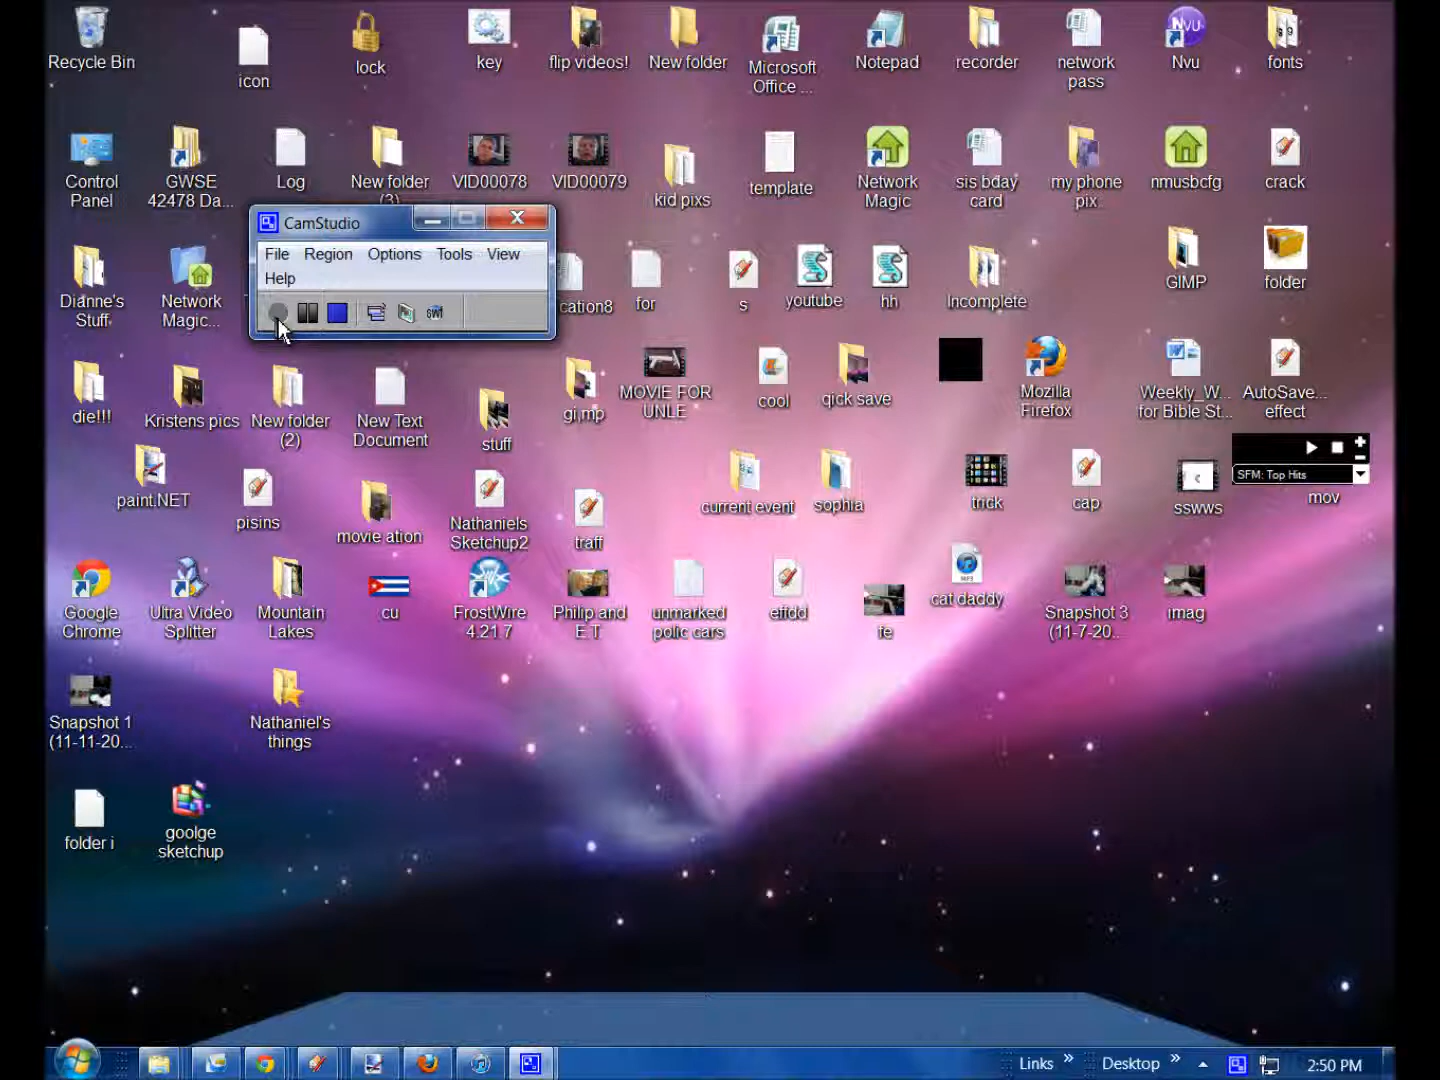 Recycle Bin
icon
lock
key
flip videos!
New folder
Microsoft
Office ...
Notepad
recorder
network
pass
Nvu
fonts
Control
Panel
GWSE
42478 Da...
Log
New folder
(3)
VID00078
VID00079
kid pixs
template
Network
Magic
sis bday
card
my phone
pix
nmusbcfg
crack
CamStudio
File Region Options Tools View
Help
Dianne's
Stuff
Network
Magic...
cation8
for
s
youtube
hh
Incomplete
GIMP
folder
die!!!
Kristens pics
New folder
(2)
New Text
Document
stuff
gi,mp
MOVIE FOR
UNLE
cool
qick save
Mozilla
Firefox
Weekly_W...
for Bible St...
AutoSave...
effect
paint.NET
pisins
movie ation
Nathaniels
Sketchup2
traff
current event
sophia
trick
cap
c
sswws
SFM: Top Hits
mov
Google
Chrome
Ultra Video
Splitter
Mountain
Lakes
cu
FrostWire
4.21.7
Philip and
E.T
unmarked
polic cars
effdd
fe
MP3
cat daddy
Snapshot 3
(11-7-20...
imag
Snapshot 1
(11-11-20...
Nathaniel's
things
folder i
goolge
sketchup
Links »
Desktop »
2:50 PM